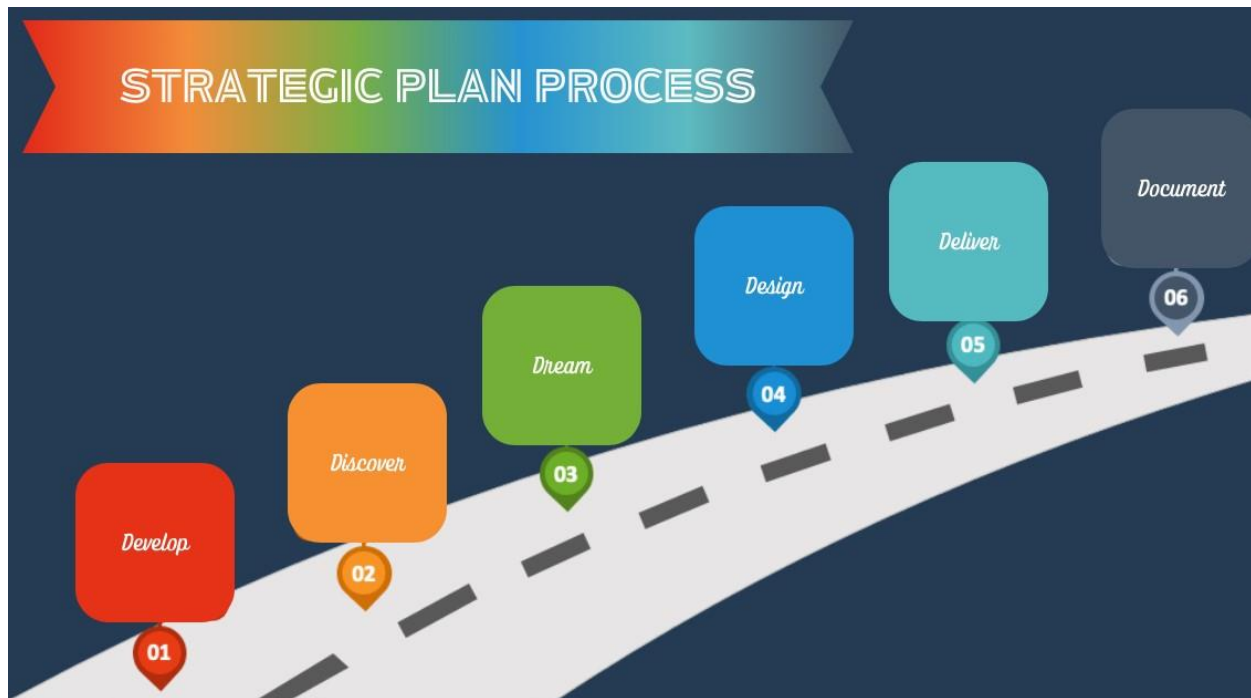 STRATEGIC PLAN PROCESS
Develop
01
Discover
02
Dream
03
Design
04
Deliver
05
Document
06